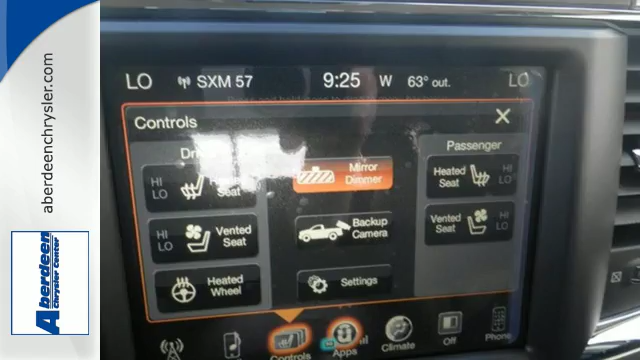 LO SXM 57 9:25 W 63° out. LO
Controls X
Passenger
HI LO Heated Seat
Mirror Dimmer
Heated Seat HI LO
HI LO Vented Seat
Backup Camera
Vented Seat HI LO
Heated Wheel
Settings
Controls Apps Climate Off Phone
aberdeenchrysler.com
Aberdeen
Chrysler Center